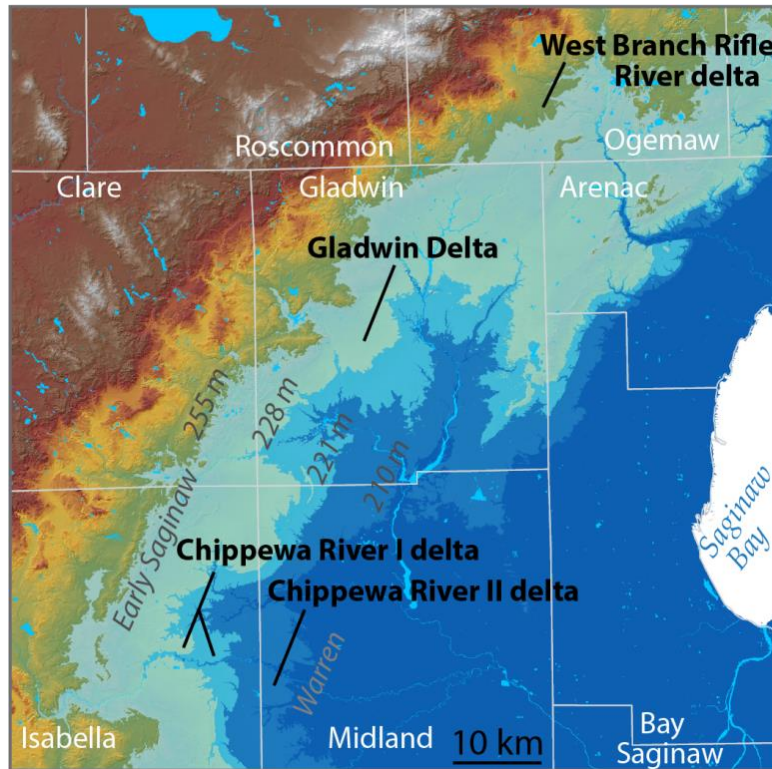 West Branch Rifle
River delta
Roscommon
Ogemaw
Clare
Gladwin
Arenac
Gladwin Delta
255 m
228 m
221 m
210 m
Early Saginaw
Saginaw
Bay
Chippewa River I delta
Chippewa River II delta
Warren
Isabella
Midland
10 km
Bay
Saginaw